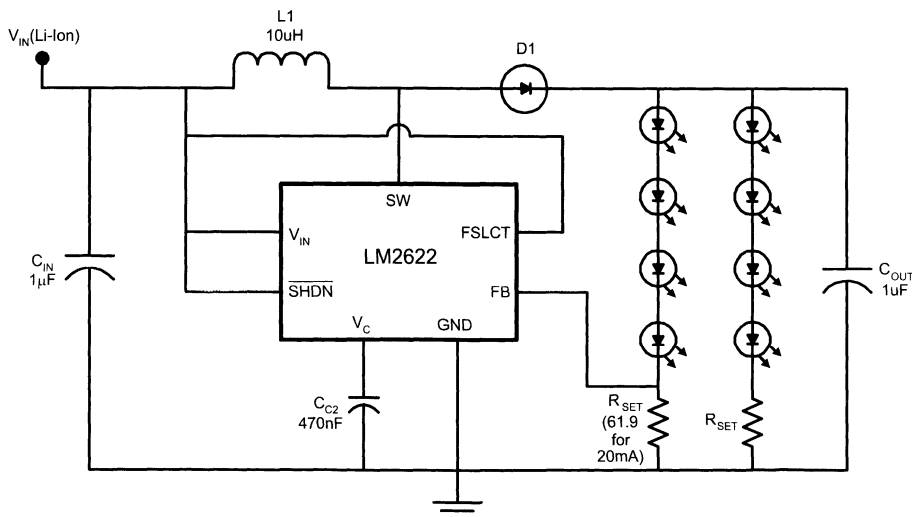 L1
10uH
V_IN(Li-Ion)
D1
SW
V_IN
FSLCT
LM2622
SHDN
FB
V_C
GND
C_IN
1μF
C_OUT
1uF
C_C2
470nF
R_SET
(61.9
for
20mA)
R_SET